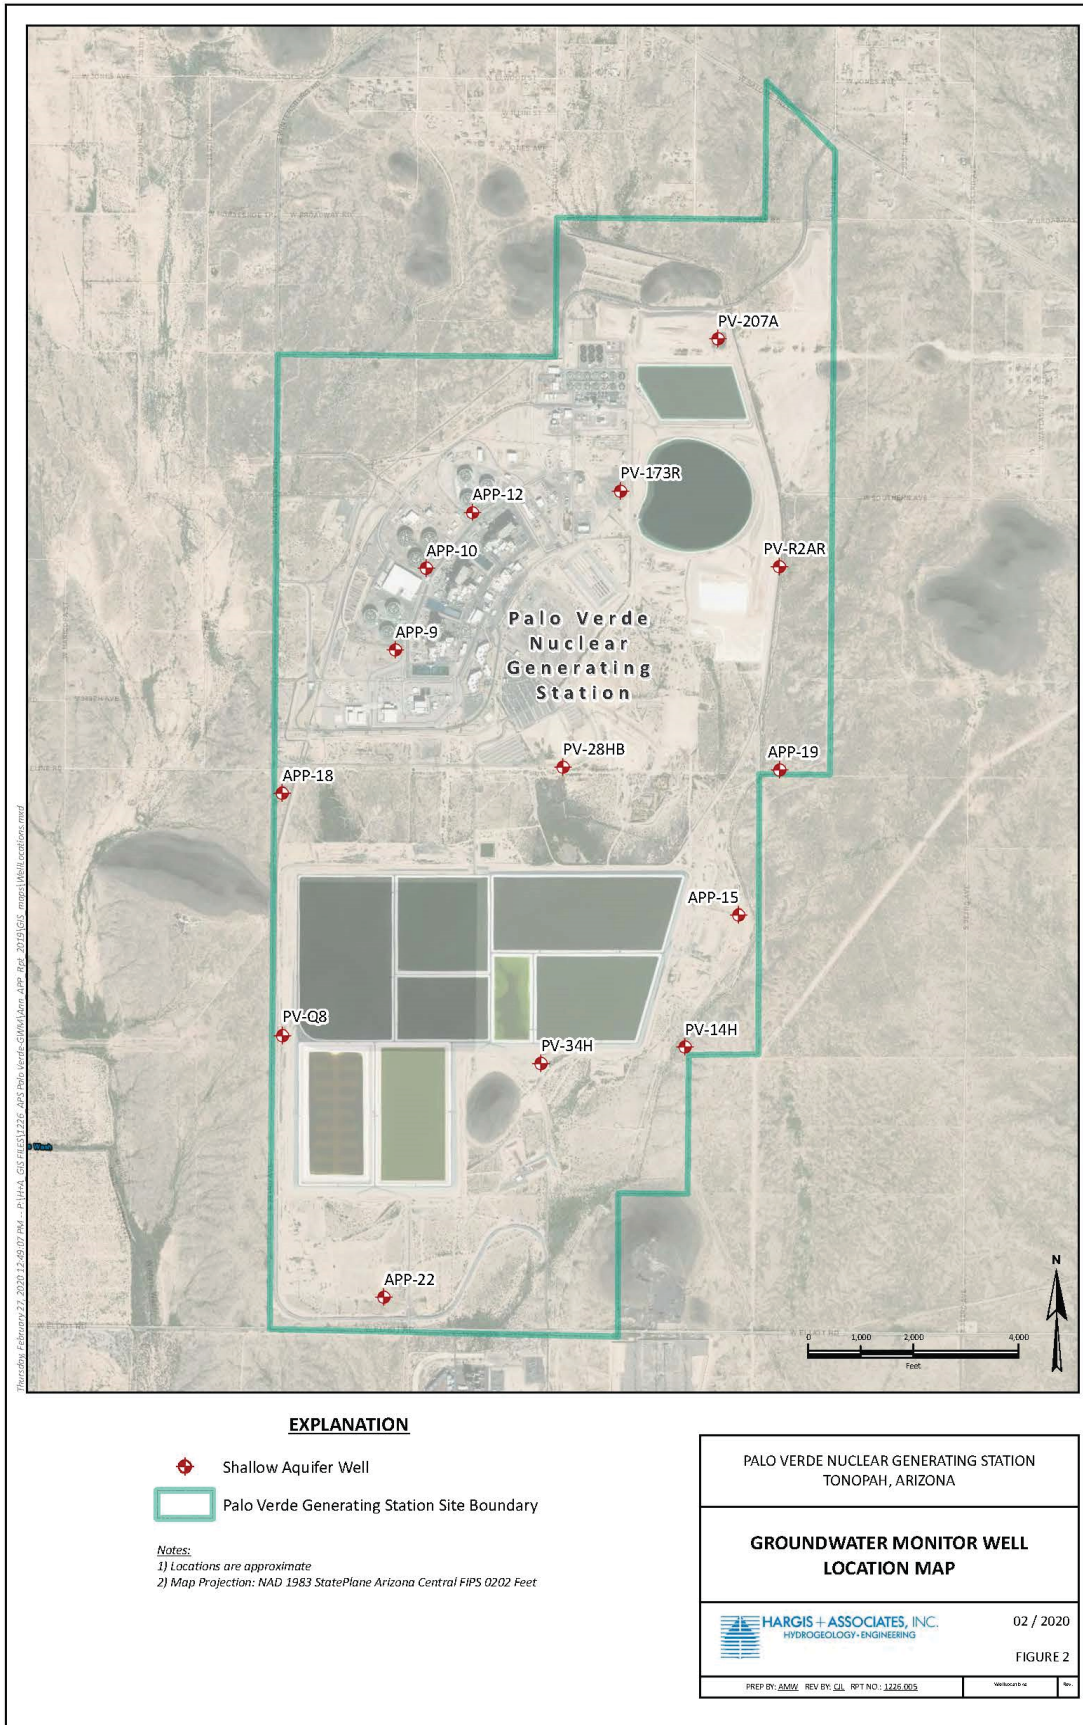 PV-207A
PV-173R
APP-12
PV-R2AR
APP-10
Palo Verde
Nuclear
Generating
Station
APP-9
PV-28HB
APP-19
APP-18
APP-15
PV-Q8
PV-14H
PV-34H
APP-22
N
0 1,000 2,000 4,000
Feet
EXPLANATION
Shallow Aquifer Well
Palo Verde Generating Station Site Boundary
Notes:
1) Locations are approximate
2) Map Projection: NAD 1983 StatePlane Arizona Central FIPS 0202 Feet
PALO VERDE NUCLEAR GENERATING STATION
TONOPAH, ARIZONA
GROUNDWATER MONITOR WELL
LOCATION MAP
HARGIS + ASSOCIATES, INC.
HYDROGEOLOGY • ENGINEERING
02 / 2020
FIGURE 2
PREP BY: AMW REV BY: CJL RPT NO.: 1226.005